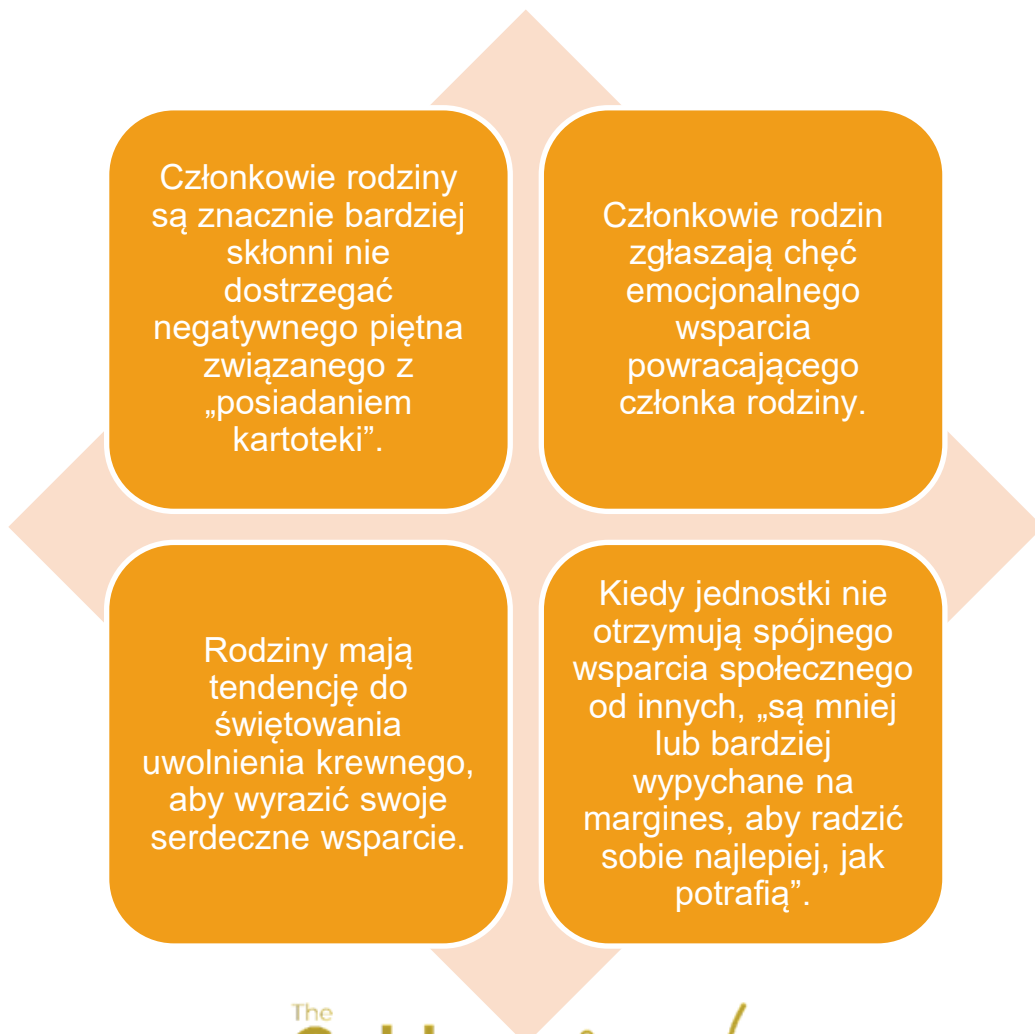 Członkowie rodziny
są znacznie bardziej
skłonni nie
dostrzegać
negatywnego piętna
związanego z
„posiadaniem
kartoteki”.
Członkowie rodzin
zgłaszają chęć
emocjonalnego
wsparcia
powracającego
członka rodziny.
Rodziny mają
tendencję do
świętowania
uwolnienia krewnego,
aby wyrazić swoje
serdeczne wsparcie.
Kiedy jednostki nie
otrzymują spójnego
wsparcia społecznego
od innych, „są mniej
lub bardziej
wypychane na
margines, aby radzić
sobie najlepiej, jak
potrafią”.
The